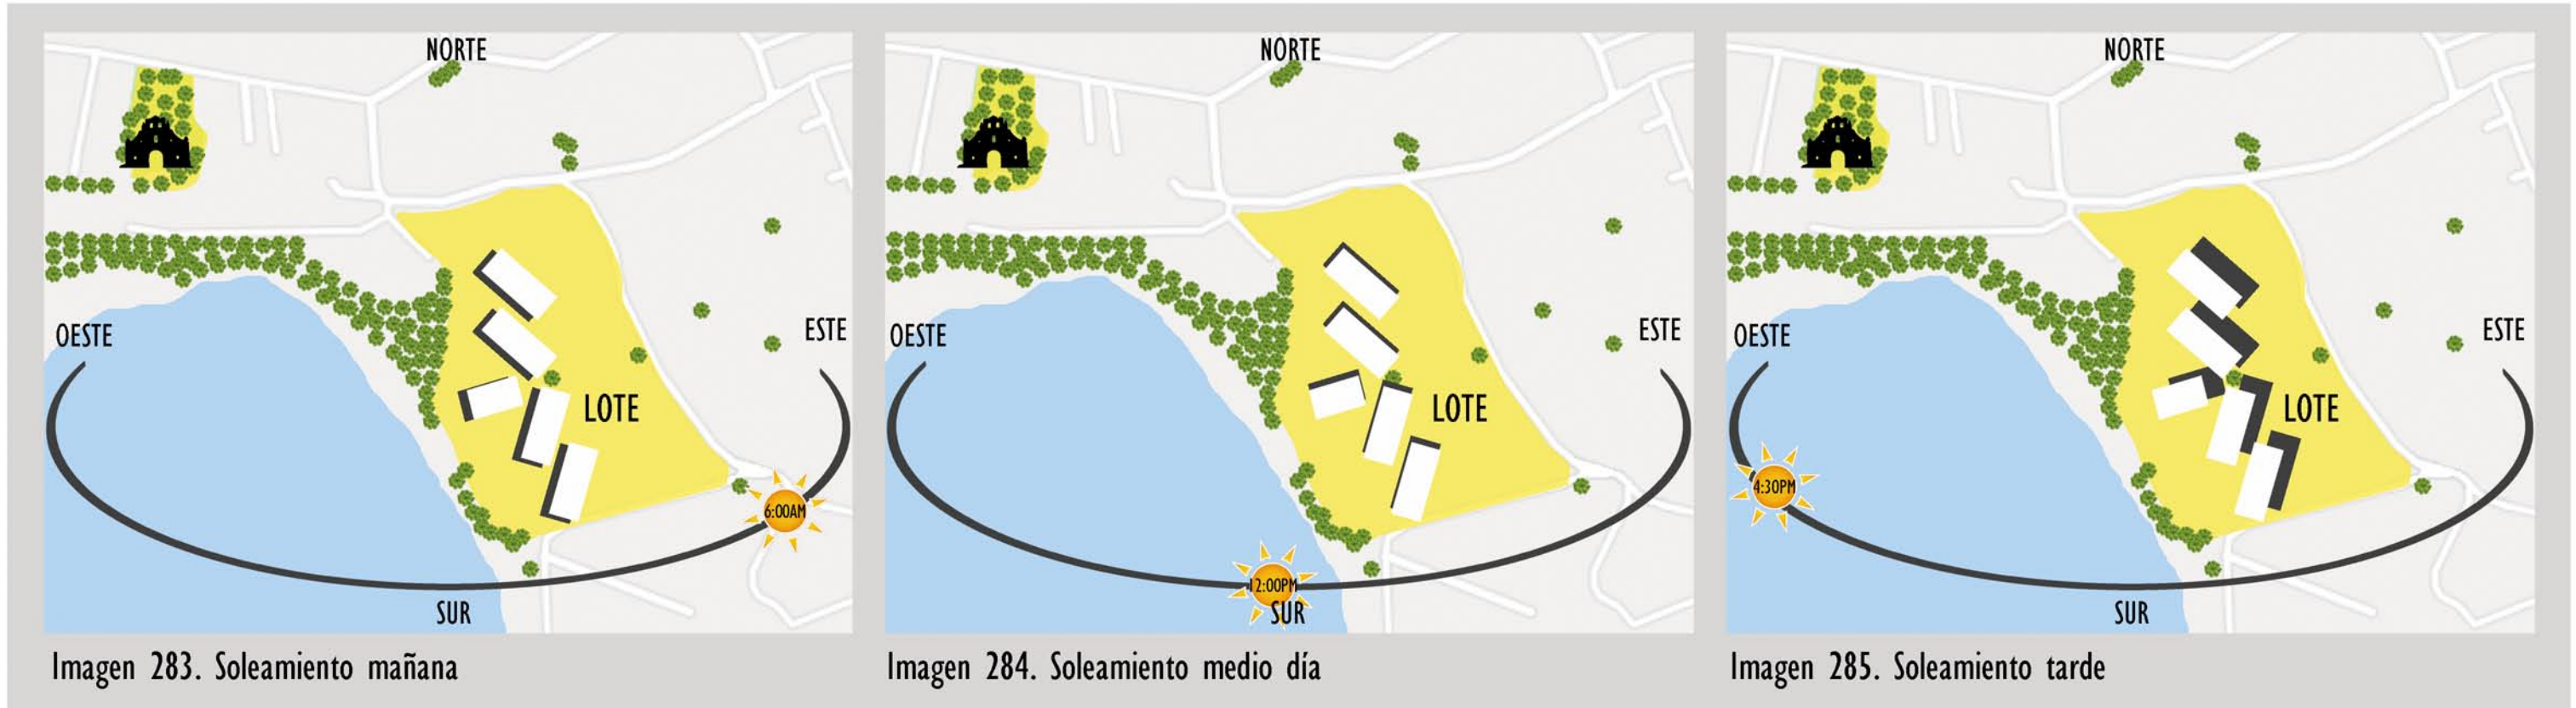 NORTE
OESTE
ESTE
LOTE
6:00AM
SUR
Imagen 283. Soleamiento mañana
NORTE
OESTE
ESTE
LOTE
12:00PM
SUR
Imagen 284. Soleamiento medio día
NORTE
OESTE
ESTE
LOTE
4:30PM
SUR
Imagen 285. Soleamiento tarde